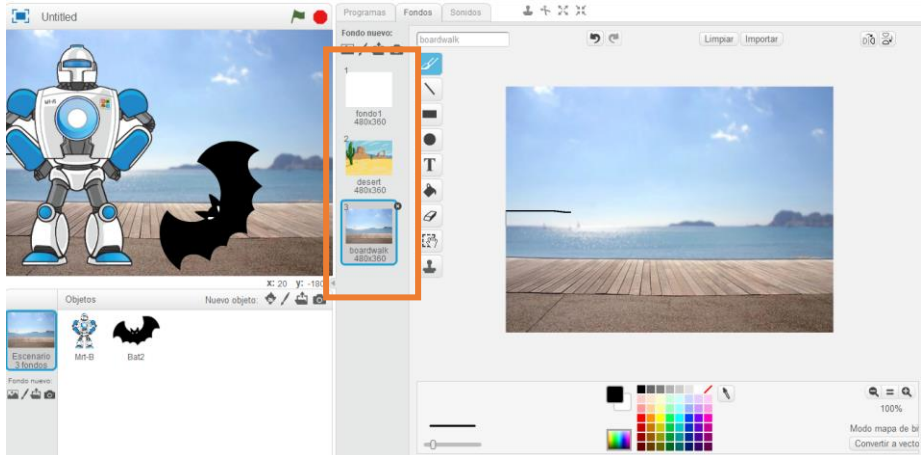 Untitled
Programas Fondos Sonidos
Fondo nuevo:
boardwalk
Limpiar Importar
1
fondo1
480x360
2
desert
480x360
3
boardwalk
480x360
T
x: 20 y: -180
Objetos
Nuevo objeto:
Escenario
3 fondos
Mrt-B
Bat2
Fondo nuevo:
100%
Modo mapa de bi
Convertir a vecto